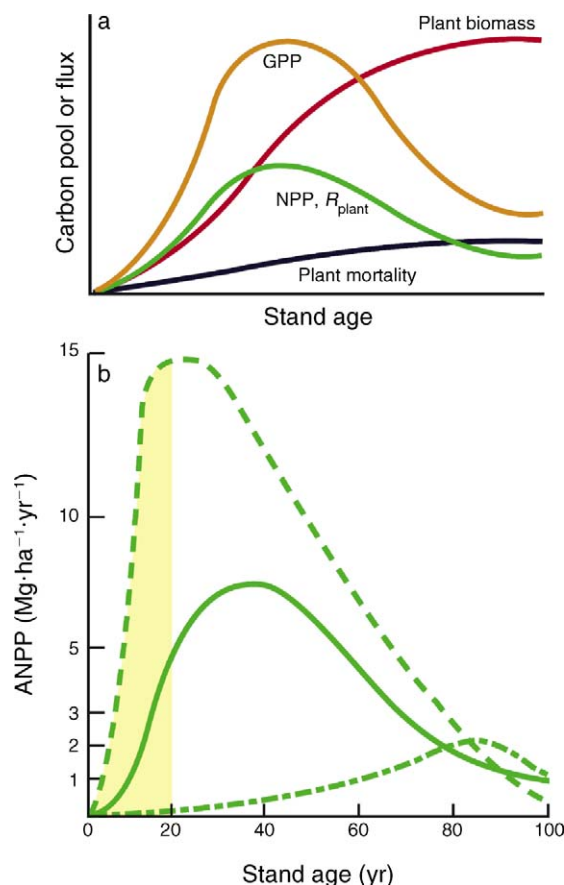 a
Plant biomass
GPP
NPP, Rplant
Plant mortality
Carbon pool or flux
Stand age
b
15
10
5
3
2
1
0 20 40 60 80 100
ANPP (Mg·ha⁻¹·yr⁻¹)
Stand age (yr)